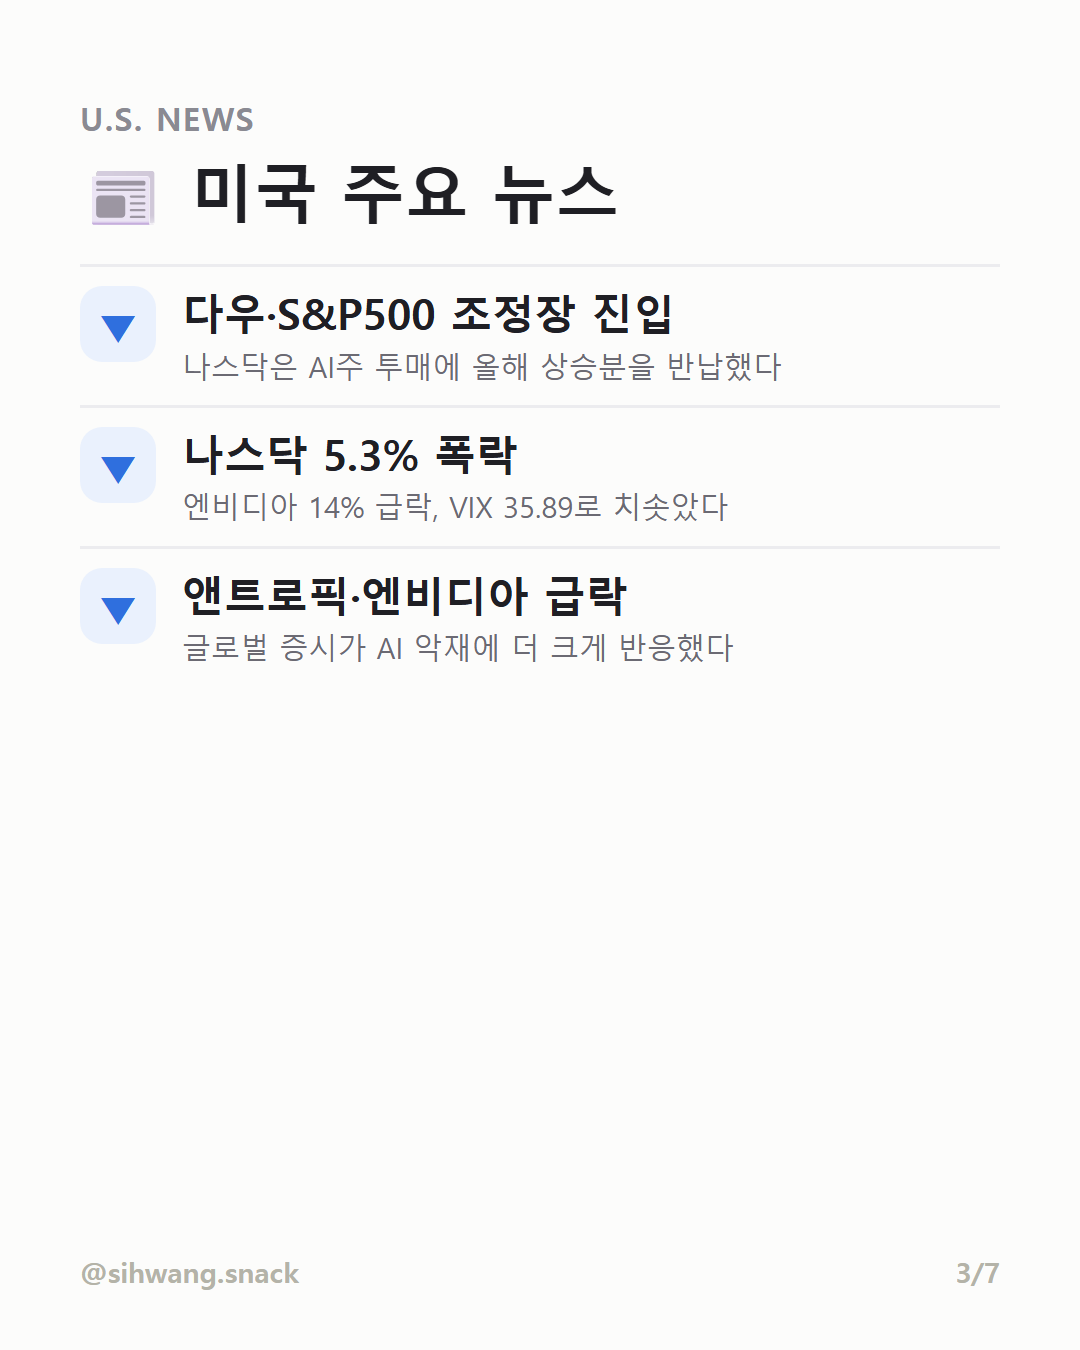 U.S. NEWS
미국 주요 뉴스
다우·S&P500 조정장 진입
나스닥은 AI주 투매에 올해 상승분을 반납했다
나스닥 5.3% 폭락
엔비디아 14% 급락, VIX 35.89로 치솟았다
앤트로픽·엔비디아 급락
글로벌 증시가 AI 악재에 더 크게 반응했다
@sihwang.snack
3/7